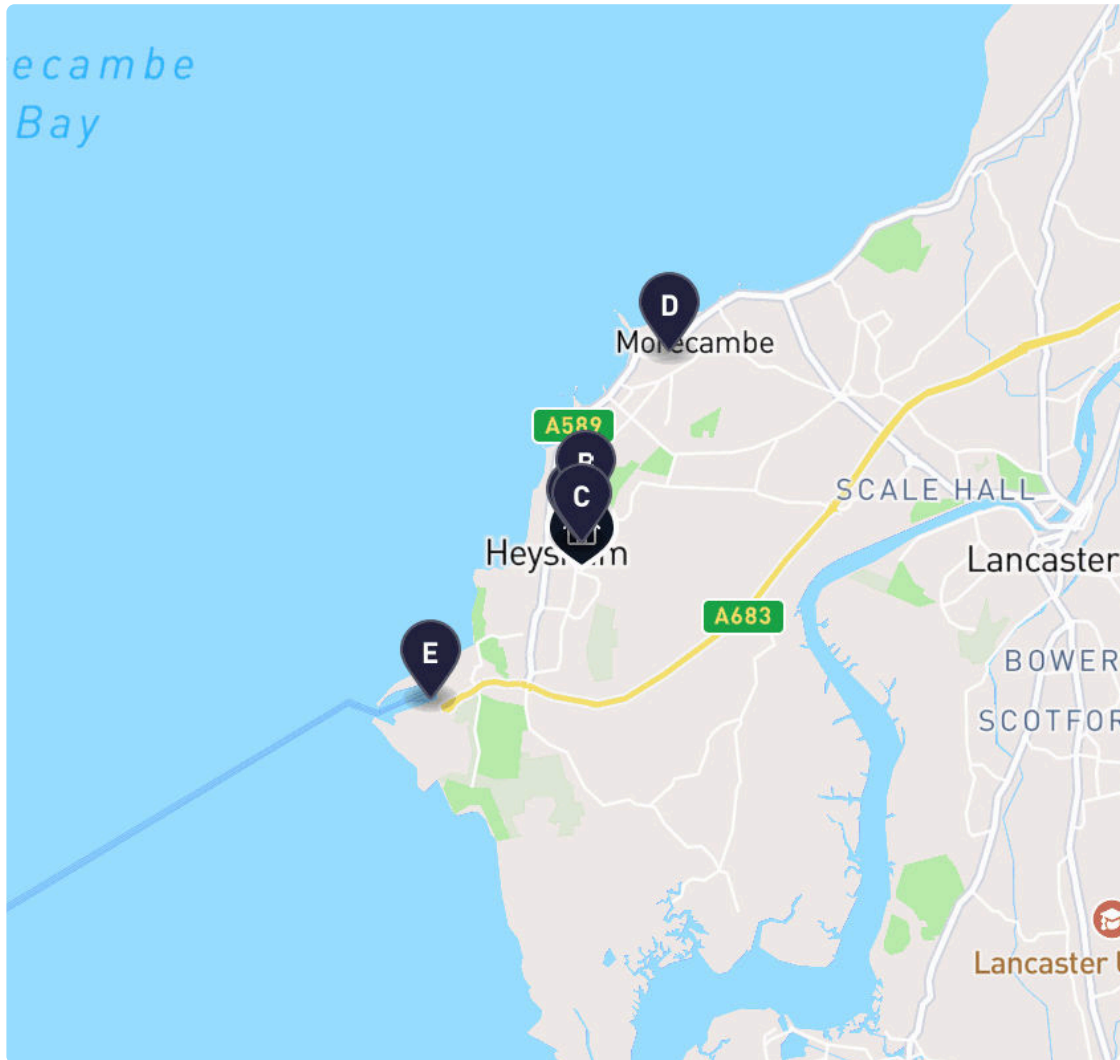 ecambe
Bay
D
Morecambe
A589
B
C
SCALE HALL
Heysham
Lancaster
A683
E
BOWER
SCOTFOR
Lancaster U